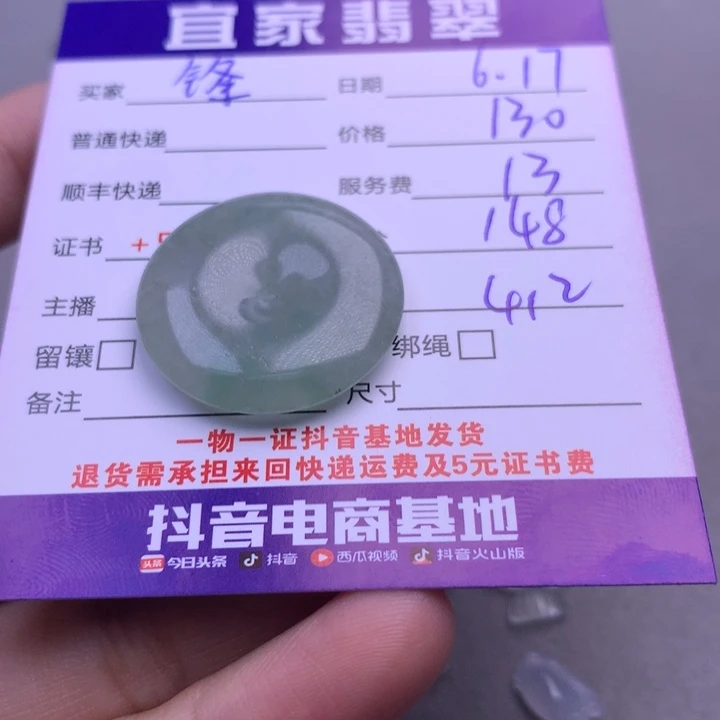 宜家翡翠
买家 锋 日期 6.17
普通快递 价格 130
顺丰快递 服务费 13
证书 +5 148
主播 412
留镶 绑绳
备注 尺寸
一物一证抖音基地发货
退货需承担来回快递运费及5元证书费
抖音电商基地
头条 今日头条 抖音 西瓜视频 抖音火山版